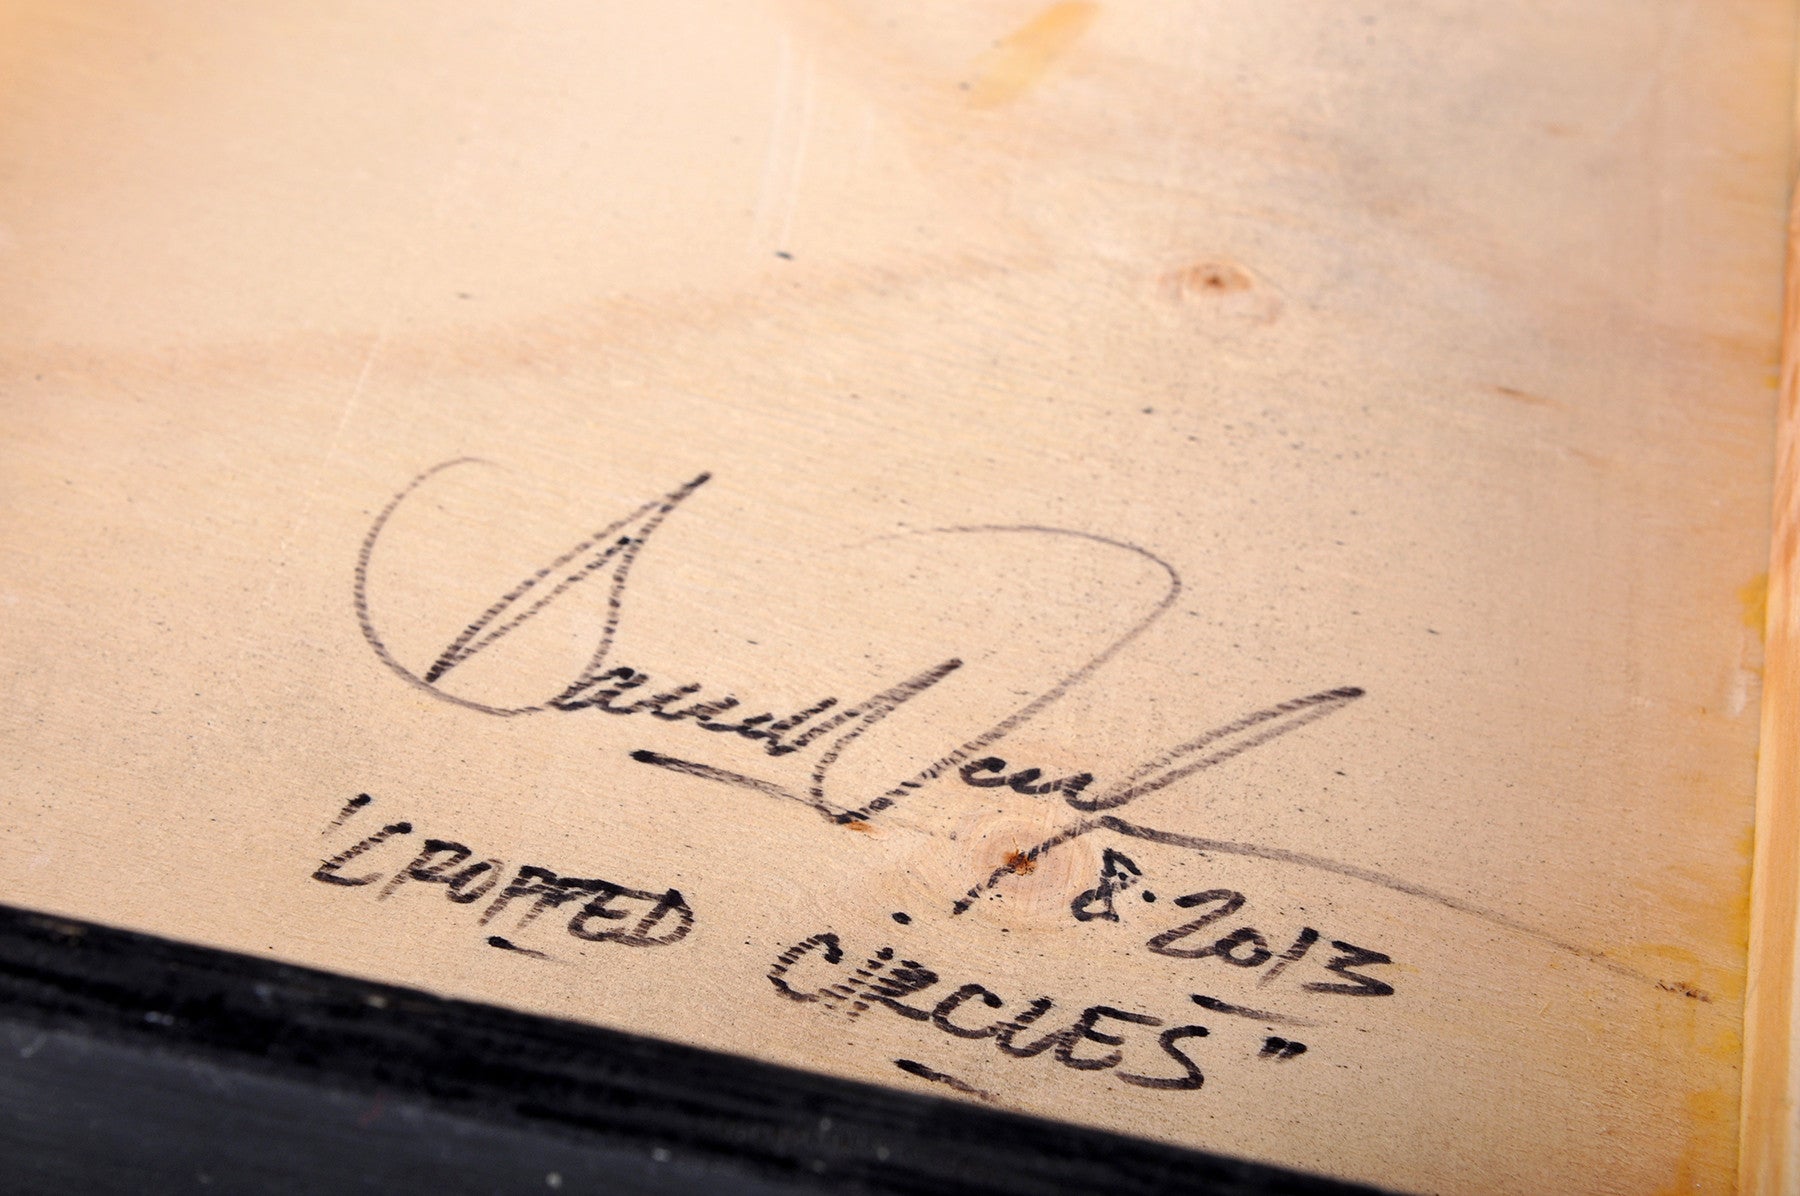 8·2013
"CROPPED CIRCLES"